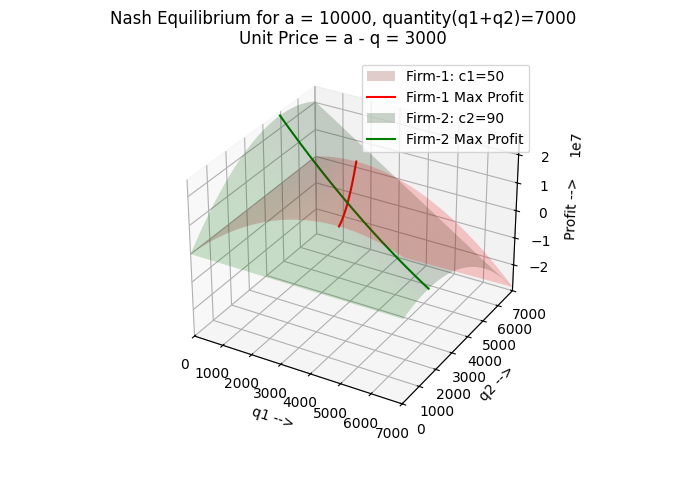 Nash Equilibrium for a = 10000, quantity(q1+q2)=7000
Unit Price = a - q = 3000
Firm-1: c1=50
Firm-1 Max Profit
Firm-2: c2=90
Firm-2 Max Profit
1e7
2
1
0
−1
−2
Profit -->
7000
6000
5000
4000
3000
2000
1000
0
q2 -->
0
1000
2000
3000
4000
5000
6000
7000
q1 -->